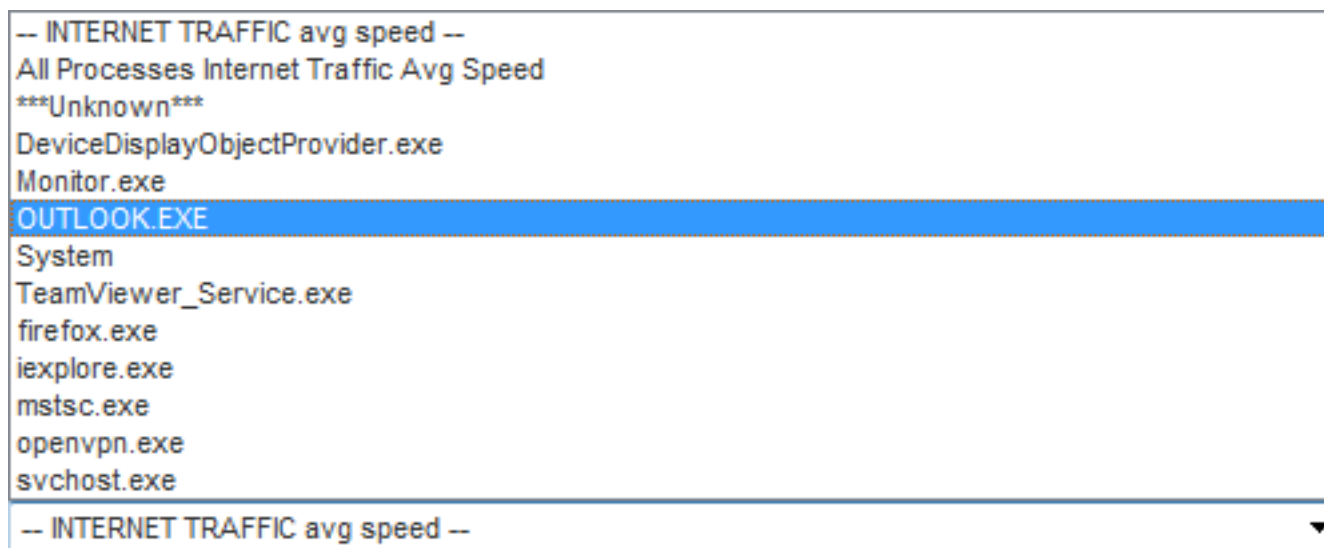 -- INTERNET TRAFFIC avg speed --
All Processes Internet Traffic Avg Speed
***Unknown***
DeviceDisplayObjectProvider.exe
Monitor.exe
OUTLOOK.EXE
System
TeamViewer_Service.exe
firefox.exe
iexplore.exe
mstsc.exe
openvpn.exe
svchost.exe
-- INTERNET TRAFFIC avg speed --